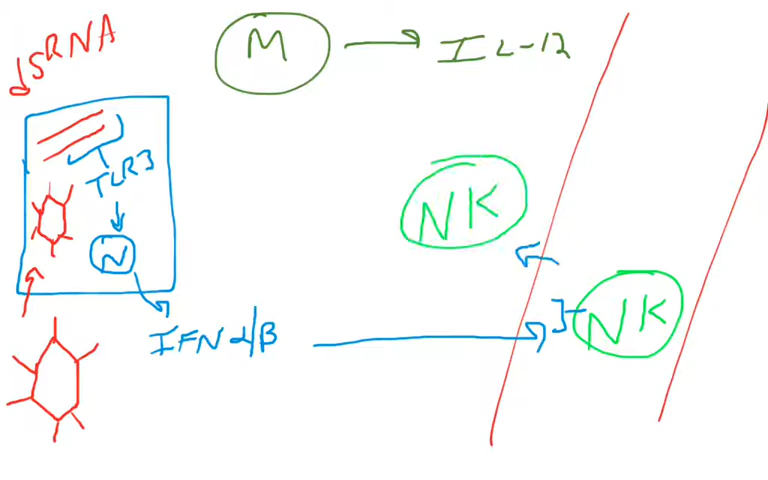 dsRNA
M
IL-12
TLR3
N
NK
NK
IFN α/β